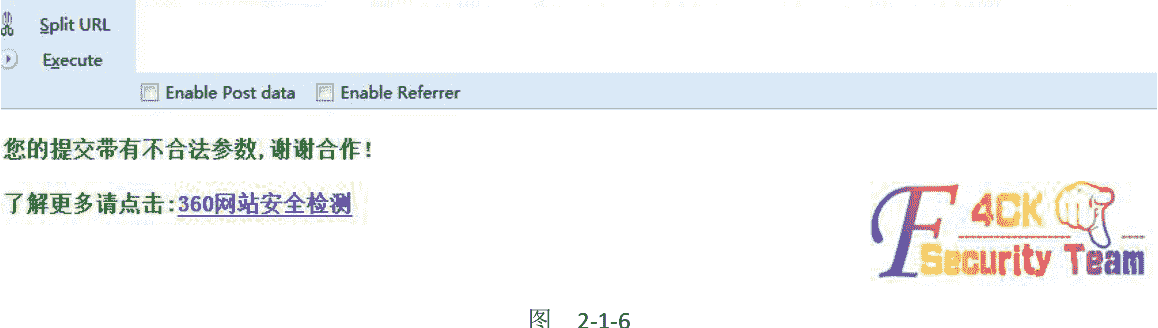 Split URL
Execute
Enable Post data Enable Referrer
您的提交带有不合法参数,谢谢合作!
了解更多请点击:360网站安全检测
F4CK
Security Team
图 2-1-6